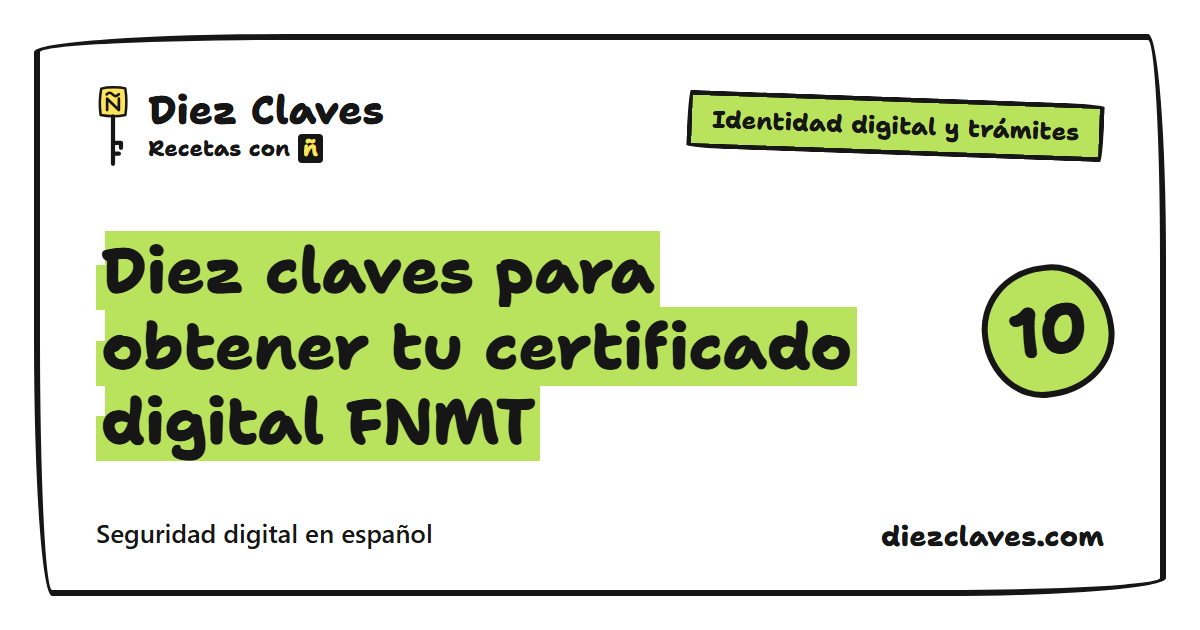 Ñ
Diez Claves
Recetas con ñ
Identidad digital y trámites
Diez claves para
obtener tu certificado
digital FNMT
10
Seguridad digital en español
diezclaves.com